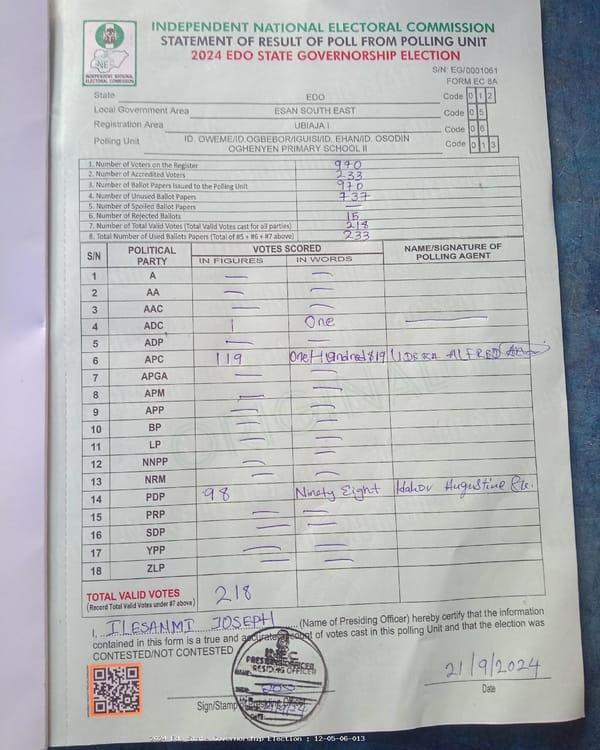 INDEPENDENT NATIONAL ELECTORAL COMMISSION
STATEMENT OF RESULT OF POLL FROM POLLING UNIT
2024 EDO STATE GOVERNORSHIP ELECTION
INDEPENDENT NATIONAL ELECTORAL COMMISSION
S/N: EG/0001061
FORM EC 8A
State EDO Code 0 1 2
Local Government Area ESAN SOUTH EAST Code 0 5
Registration Area UBIAJA I Code 0 6
Polling Unit ID. OWEME/ID.OGBEBOR/IGUISI/ID. EHAN/ID. OSODIN OGHENYEN PRIMARY SCHOOL II Code 0 1 3
1. Number of Voters on the Register 970
2. Number of Accredited Voters 233
3. Number of Ballot Papers Issued to the Polling Unit 970
4. Number of Unused Ballot Papers 737
5. Number of Spoiled Ballot Papers —
6. Number of Rejected Ballots 15
7. Number of Total Valid Votes (Total Valid Votes cast for all parties) 218
8. Total Number of Used Ballots Papers (Total of #5 + #6 + #7 above) 233
S/N POLITICAL PARTY VOTES SCORED NAME/SIGNATURE OF POLLING AGENT
IN FIGURES IN WORDS
1 A — —
2 AA — —
3 AAC — —
4 ADC 1 One —
5 ADP — —
6 APC 119 One Hundred $ 19 UDEKA ALFRED
7 APGA — —
8 APM — —
9 APP — —
10 BP — —
11 LP — —
12 NNPP — —
13 NRM — —
14 PDP 98 Ninety Eight Idahov Augustine
15 PRP — —
16 SDP — —
17 YPP — —
18 ZLP — —
TOTAL VALID VOTES 218
(Record Total Valid Votes under #7 above)
I, ILESANMI JOSEPH (Name of Presiding Officer) hereby certify that the information
contained in this form is a true and accurate account of votes cast in this polling Unit and that the election was
CONTESTED/NOT CONTESTED
INEC
PRESIDING OFFICER
21/9/2024
Sign/Stamp Date
2024 Edo State Governorship Election : 12-05-06-013